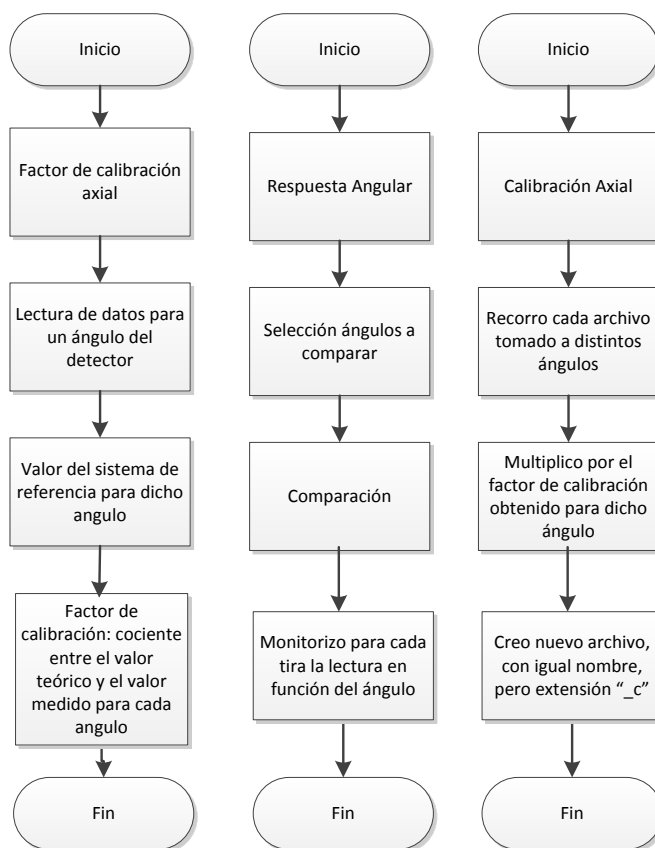 Inicio
Factor de calibración
axial
Lectura de datos para
un ángulo del
detector
Valor del sistema de
referencia para dicho
angulo
Factor de
calibración: cociente
entre el valor
teórico y el valor
medido para cada
angulo
Fin
Inicio
Respuesta Angular
Selección ángulos a
comparar
Comparación
Monitorizo para cada
tira la lectura en
función del ángulo
Fin
Inicio
Calibración Axial
Recorro cada archivo
tomado a distintos
ángulos
Multiplico por el
factor de calibración
obtenido para dicho
ángulo
Creo nuevo archivo,
con igual nombre,
pero extensión “_c”
Fin